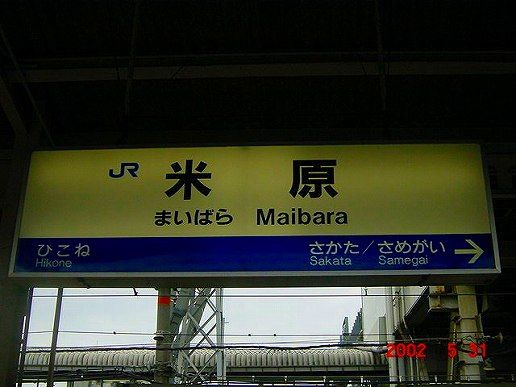 JR 米原
まいばら Maibara
ひこね さかた／さめがい →
Hikone Sakata Samegai
2002 5 31